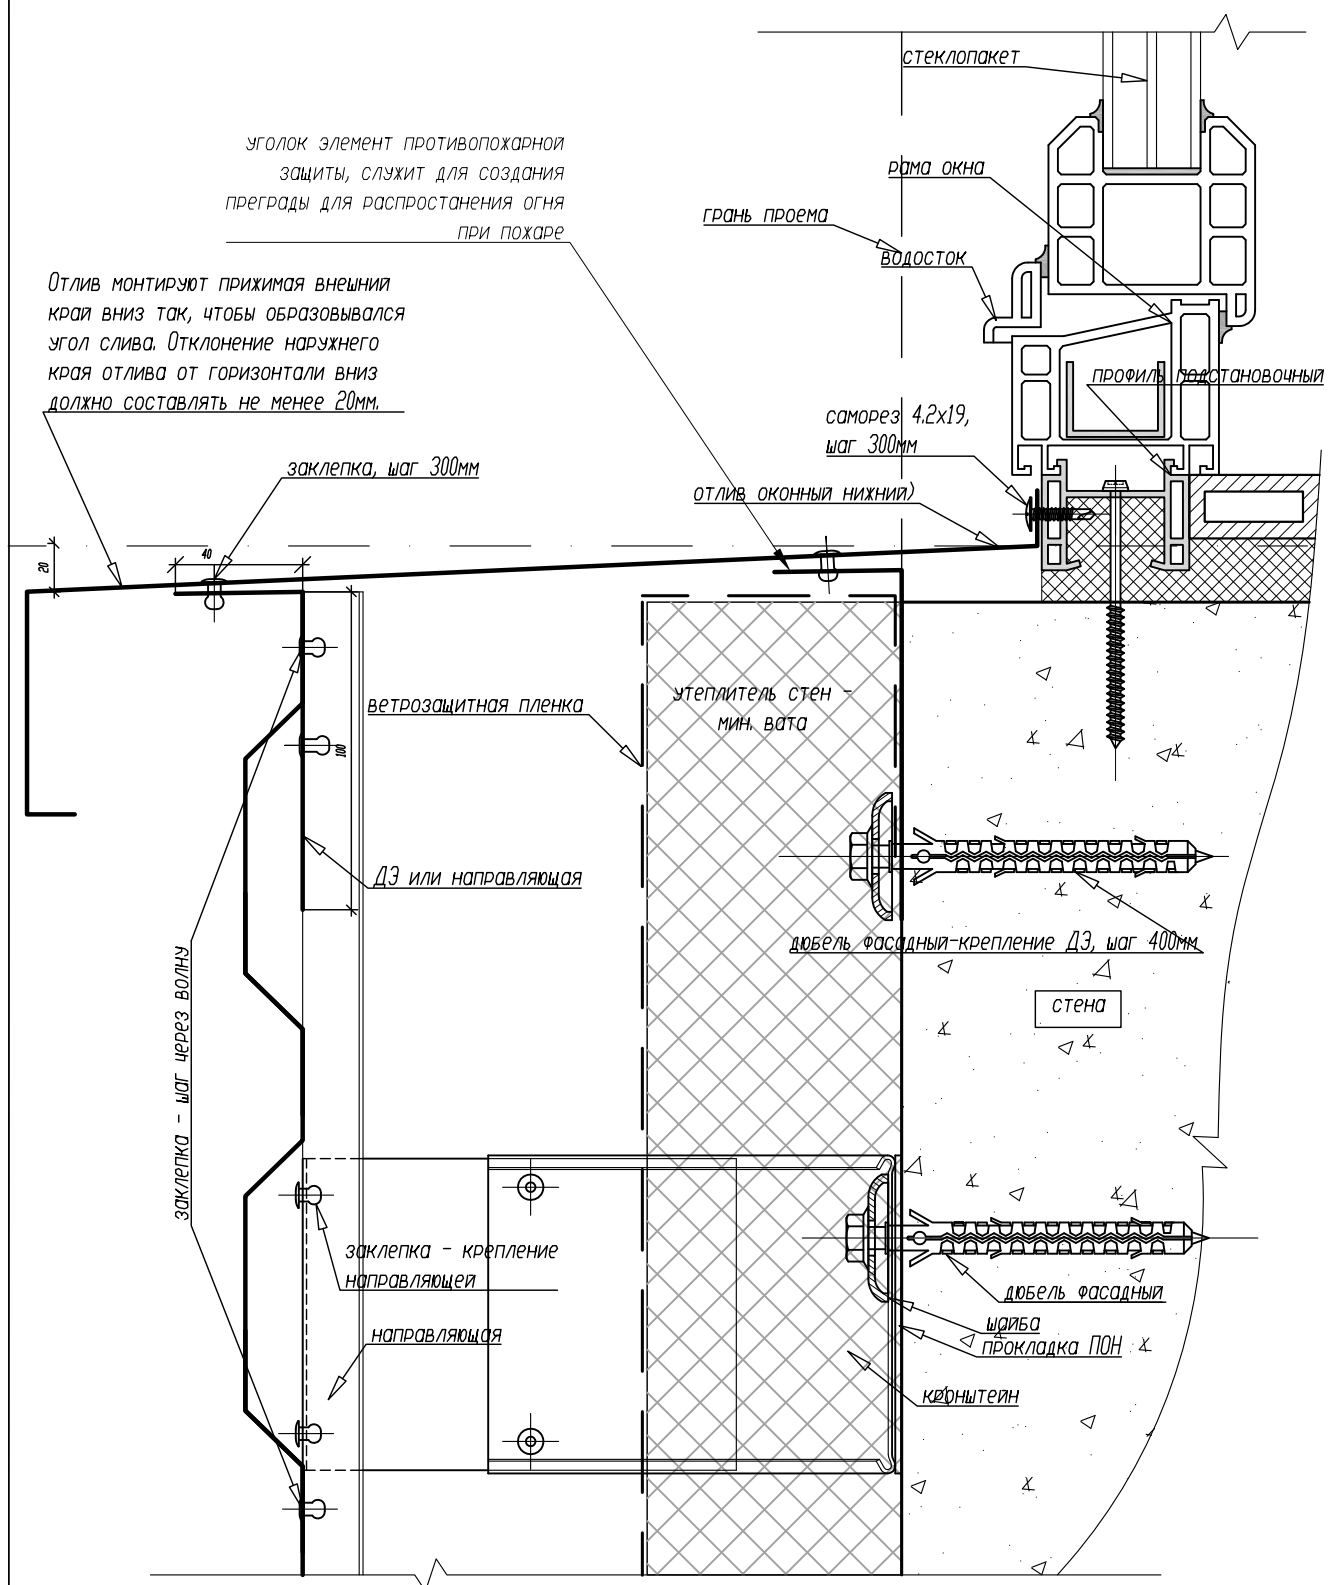 стеклопакет
уголок элемент противопожарной
защиты, служит для создания
преграды для распростанения огня
при пожаре
рама окна
грань проема
водосток
Отлив монтируют прижимая внешний
край вниз так, чтобы образовывался
угол слива. Отклонение наружнего
края отлива от горизонтали вниз
должно составлять не менее 20мм.
профиль подстановочный
саморез 4.2х19,
шаг 300мм
заклепка, шаг 300мм
отлив оконный нижний)
40
20
утеплитель стен -
мин. вата
ветрозащитная пленка
100
ДЭ или направляющая
дюбель фасадный-крепление ДЭ, шаг 400мм
стена
заклепка - шаг через волну
заклепка - крепление
направляющей
дюбель фасадный
шайба
направляющая
прокладка ПОН
кронштейн